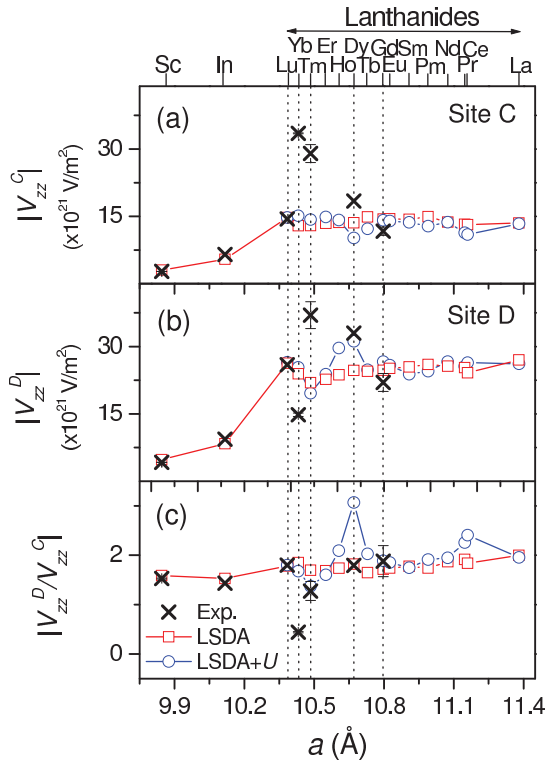 Lanthanides
Yb Er Dy Gd Sm Nd Ce
Sc In Lu Tm Ho Tb Eu Pm Pr La
(a) Site C
|V_zz^C|
(x10^21 V/m^2)
30
15
(b) Site D
|V_zz^D|
(x10^21 V/m^2)
30
15
(c)
|V_zz^D/V_zz^C|
2
0
Exp.
LSDA
LSDA+U
9.9 10.2 10.5 10.8 11.1 11.4
a (Å)